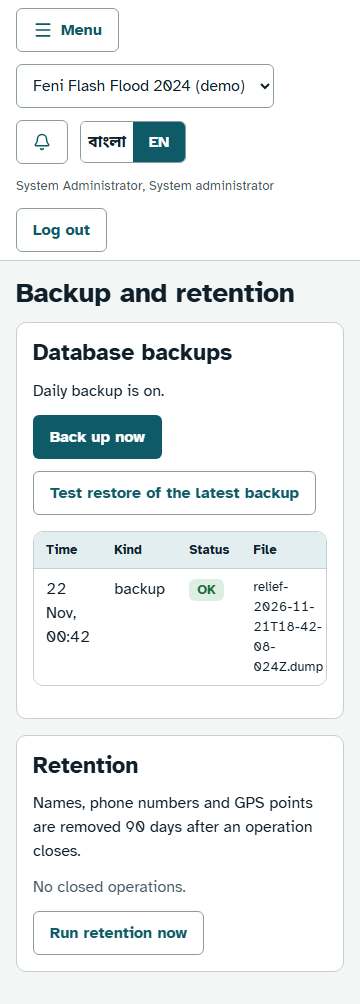 Menu
Feni Flash Flood 2024 (demo)
বাংলা EN
System Administrator, System administrator
Log out
Backup and retention
Database backups
Daily backup is on.
Back up now
Test restore of the latest backup
Time Kind Status File
22 Nov, 00:42 backup OK relief-2026-11-21T18-42-08-024Z.dump
Retention
Names, phone numbers and GPS points
are removed 90 days after an operation
closes.
No closed operations.
Run retention now